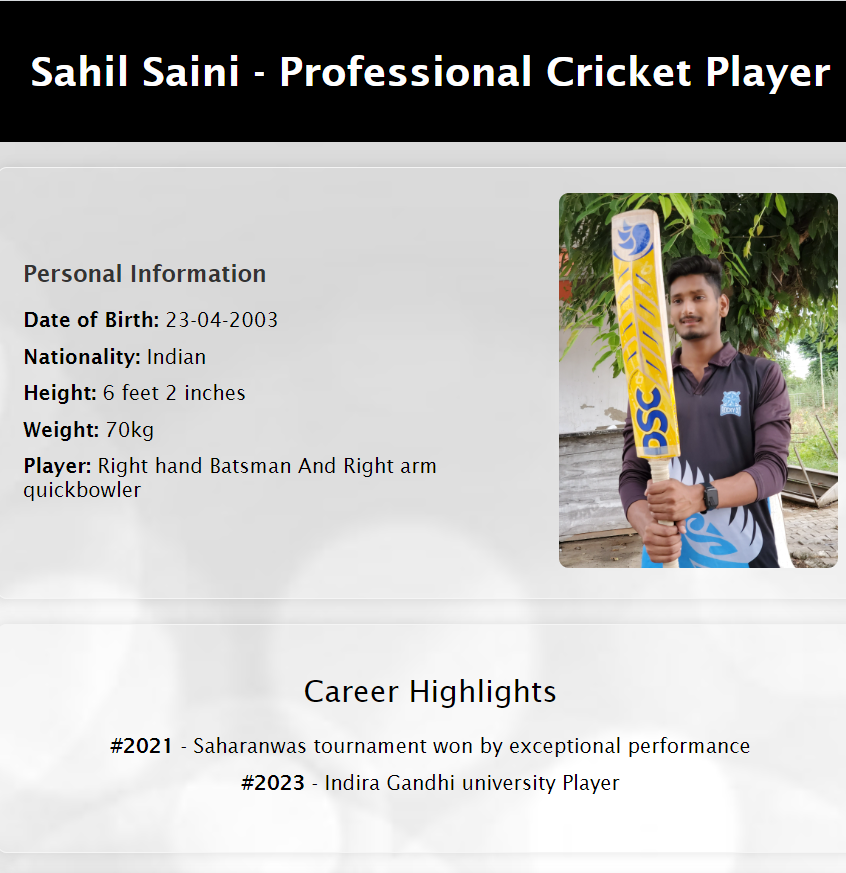 Sahil Saini - Professional Cricket Player
Personal Information
Date of Birth: 23-04-2003
Nationality: Indian
Height: 6 feet 2 inches
Weight: 70kg
Player: Right hand Batsman And Right arm
quickbowler
DSC
Career Highlights
#2021 - Saharanwas tournament won by exceptional performance
#2023 - Indira Gandhi university Player